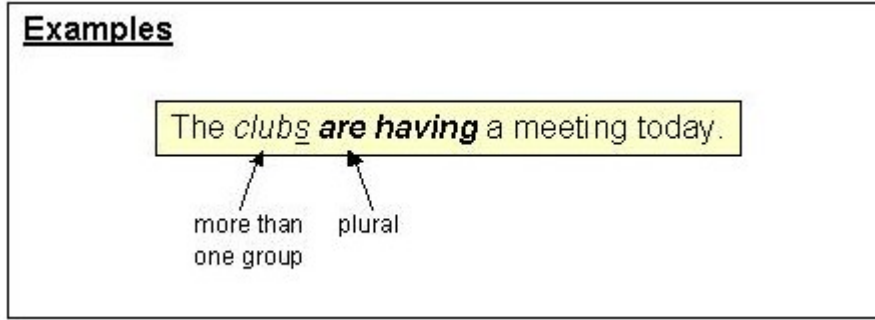 Examples
The clubs are having a meeting today.
more than
one group
plural